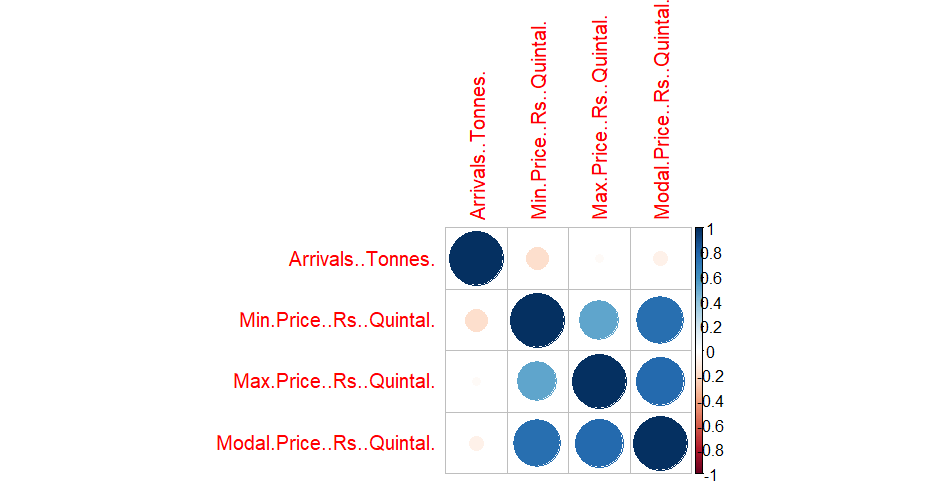 Arrivals..Tonnes.
Min.Price..Rs..Quintal.
Max.Price..Rs..Quintal.
Modal.Price..Rs..Quintal.
Arrivals..Tonnes.
Min.Price..Rs..Quintal.
Max.Price..Rs..Quintal.
Modal.Price..Rs..Quintal.
1
0.8
0.6
0.4
0.2
0
-0.2
-0.4
-0.6
-0.8
-1